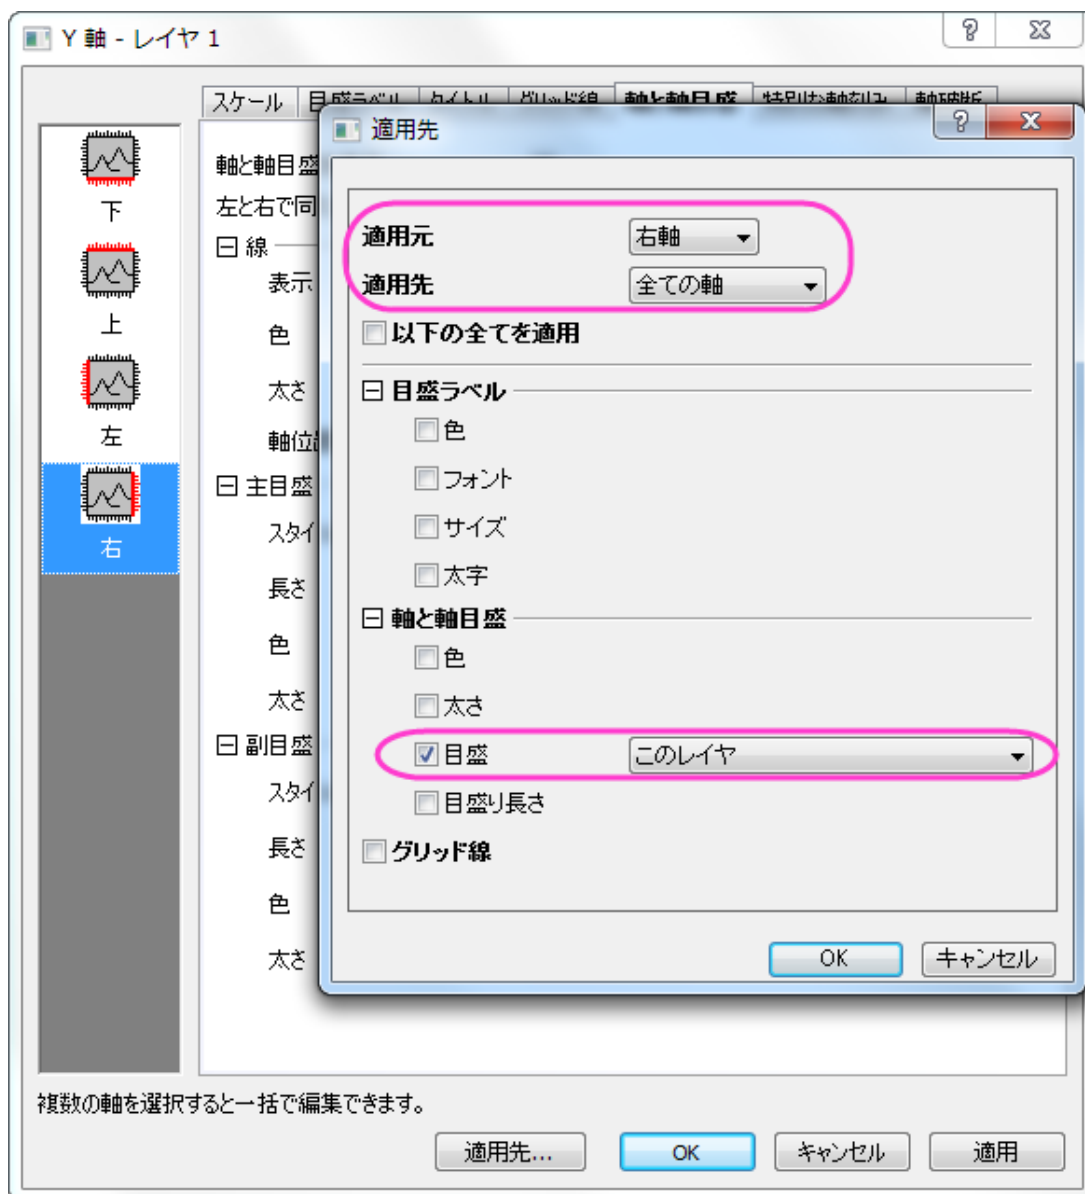 Y 軸 - レイヤ 1
スケール
適用先
下
上
左
右
軸と軸目盛
左と右で同
線
表示
色
太さ
主目盛
スタイ
長さ
色
太さ
副目盛
スタイ
長さ
色
太さ
適用元 右軸
適用先 全ての軸
以下の全てを適用
目盛ラベル
色
フォント
サイズ
太字
軸と軸目盛
色
太さ
目盛 このレイヤ
目盛り長さ
グリッド線
OK キャンセル
複数の軸を選択すると一括で編集できます。
適用先... OK キャンセル 適用